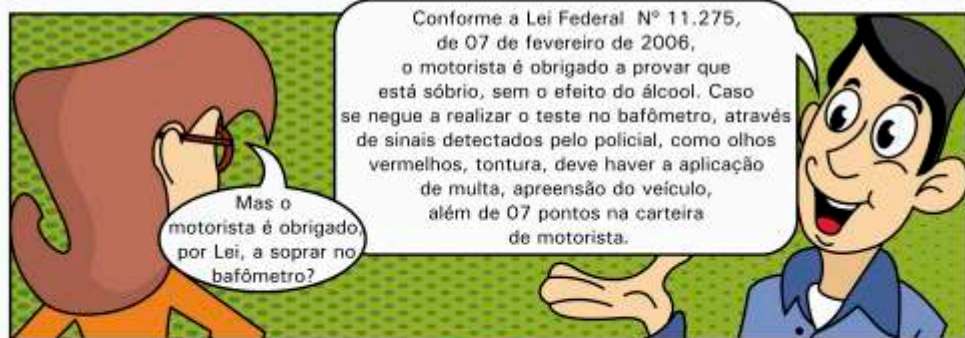 Mas o
motorista é obrigado,
por Lei, a soprar no
bafômetro?
Conforme a Lei Federal Nº 11.275,
de 07 de fevereiro de 2006,
o motorista é obrigado a provar que
está sóbrio, sem o efeito do álcool. Caso
se negue a realizar o teste no bafômetro, através
de sinais detectados pelo policial, como olhos
vermelhos, tontura, deve haver a aplicação
de multa, apreensão do veículo,
além de 07 pontos na carteira
de motorista.